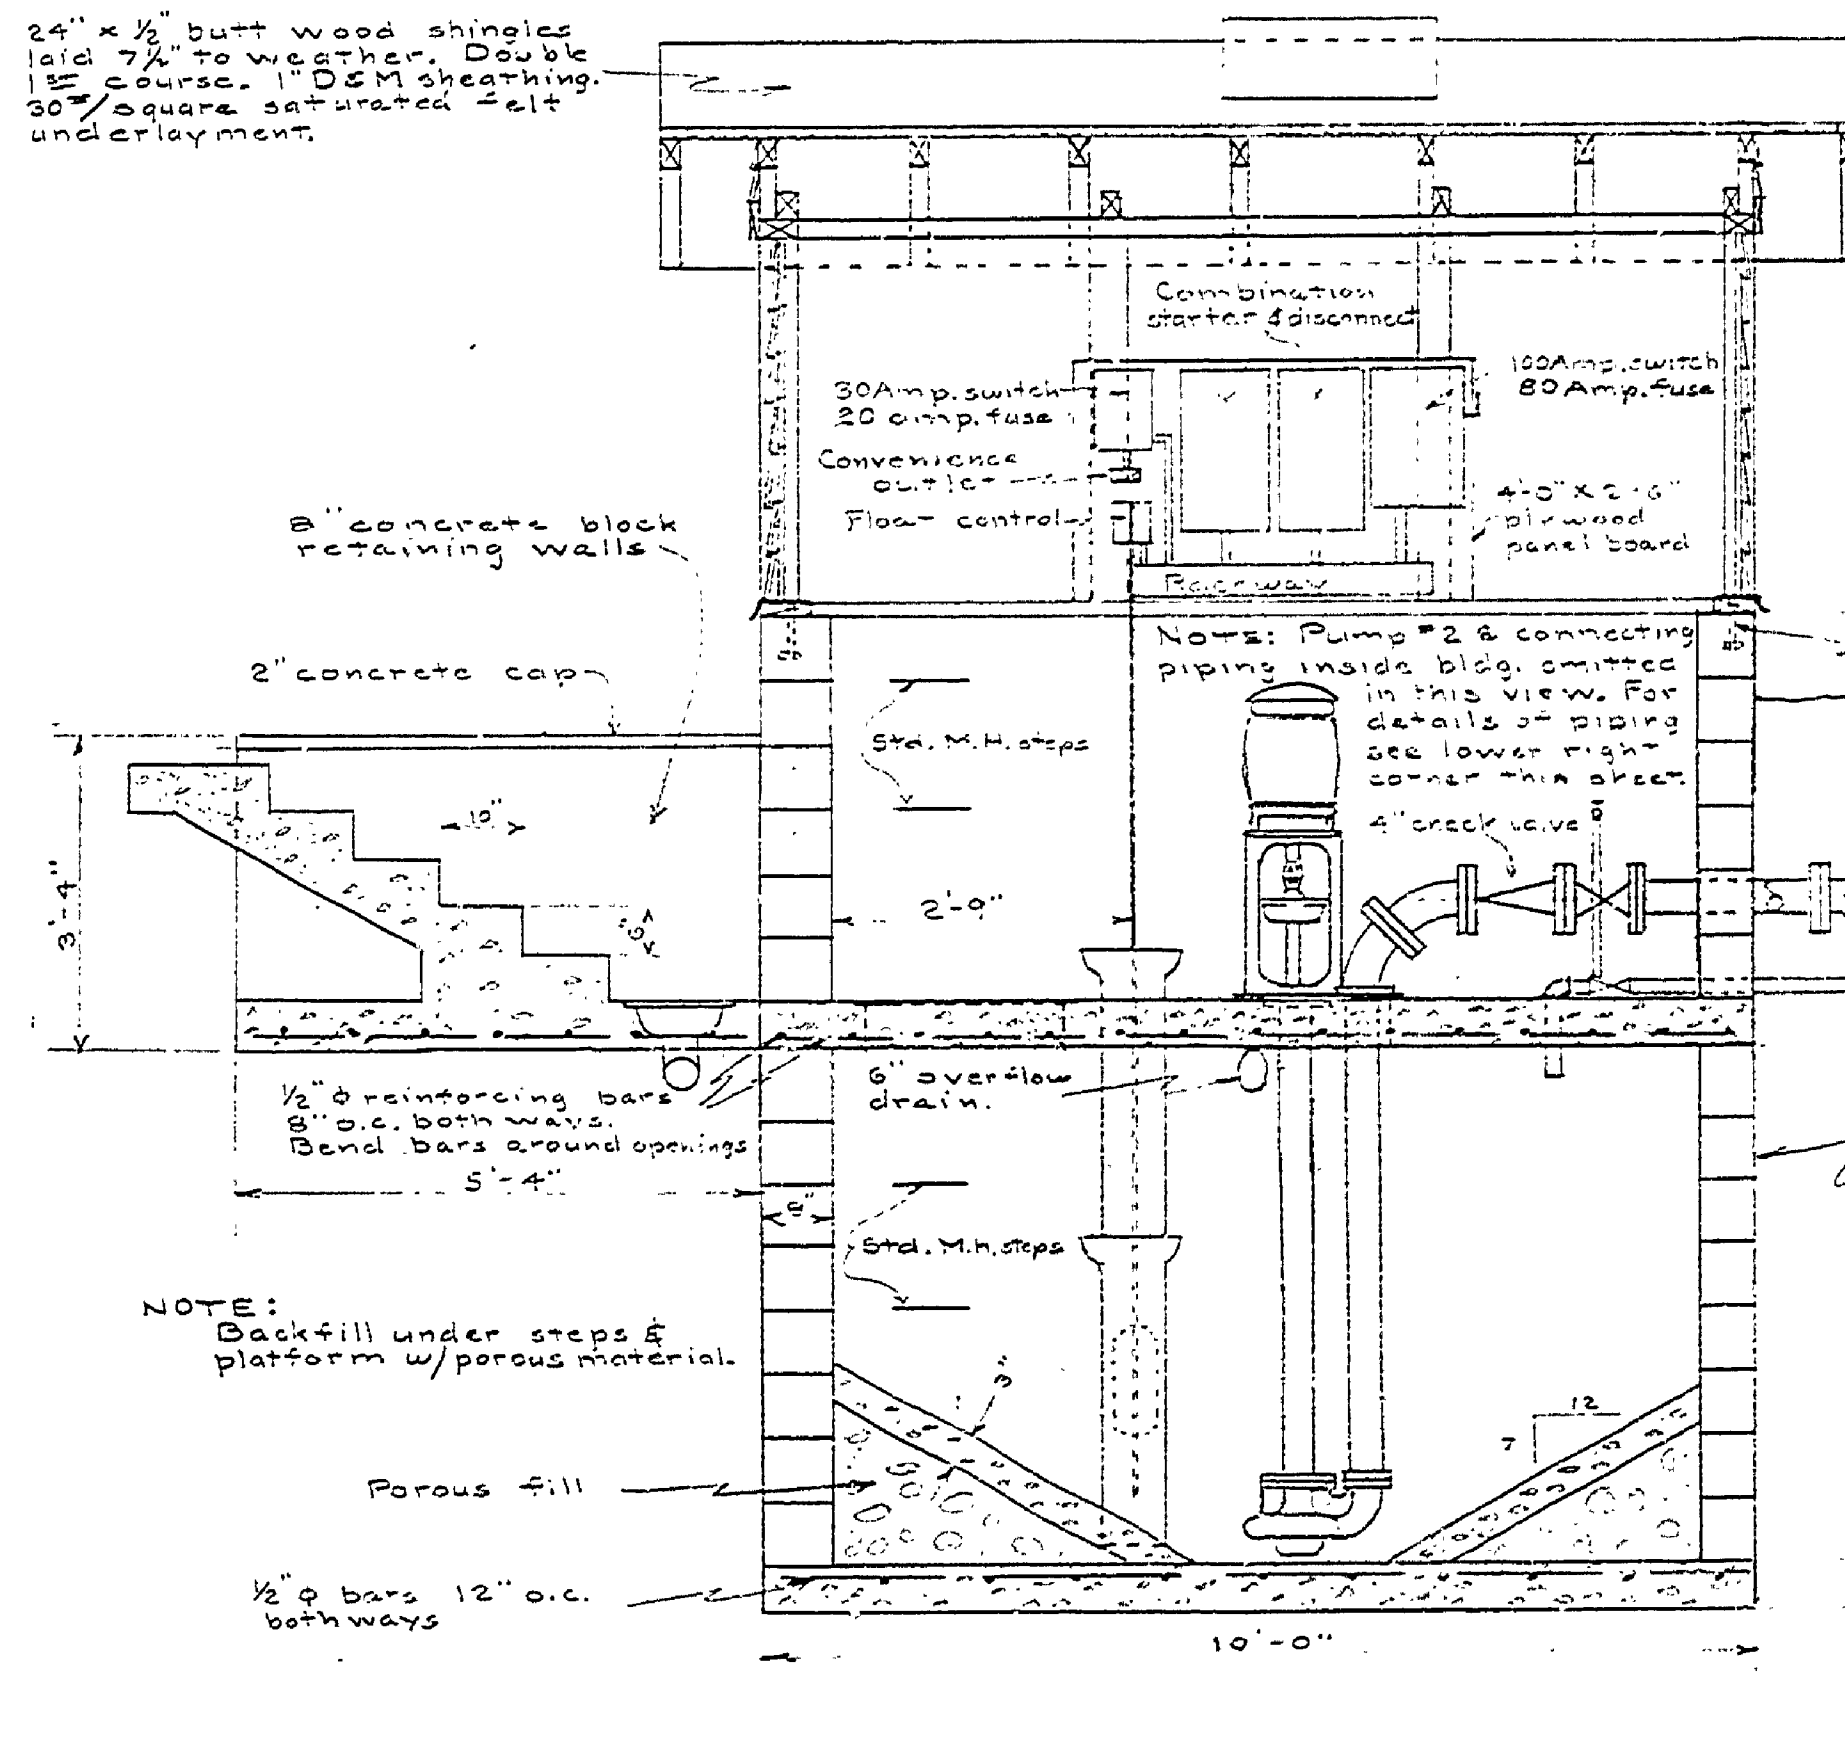 24" x ½" butt wood shingles
laid 7½" to weather. Double
1st course. 1" D&M sheathing.
30#/square saturated felt
underlayment.
Combination
starter & disconnect
30 Amp. switch
20 amp. fuse
100 Amp. switch
80 Amp. fuse
Convenience
outlet
Float control
4'-0" x 2'-6"
plywood
panel board
Raceway
8" concrete block
retaining walls
2" concrete cap
NOTE: Pump #2 & connecting
piping inside bldg. omitted
in this view. For
details of piping
see lower right
corner this sheet.
Std. M.H. steps
4" check valve
10"
3'-4"
2'-9"
½" φ reinforcing bars
8" o.c. both ways.
Bend bars around openings
6" overflow
drain.
5'-4"
8"
Std. M.H. steps
NOTE:
Backfill under steps &
platform w/porous material.
3"
12
7
Porous fill
½" φ bars 12" o.c.
both ways
10'-0"